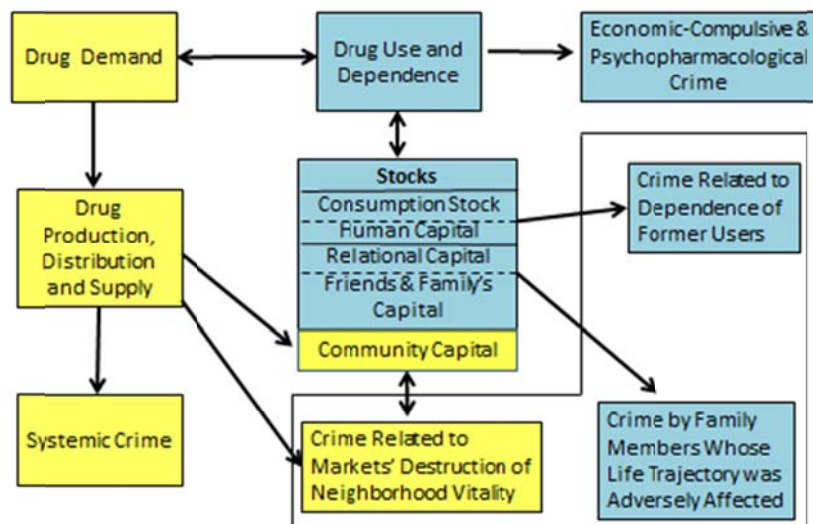 Drug Demand
Drug Use and
Dependence
Economic-Compulsive &
Psychopharmacological
Crime
Drug
Production,
Distribution
and Supply
Stocks
Consumption Stock
Human Capital
Relational Capital
Friends & Family's
Capital
Community Capital
Crime Related to
Dependence of
Former Users
Systemic Crime
Crime Related to
Markets' Destruction of
Neighborhood Vitality
Crime by Family
Members Whose
Life Trajectory was
Adversely Affected